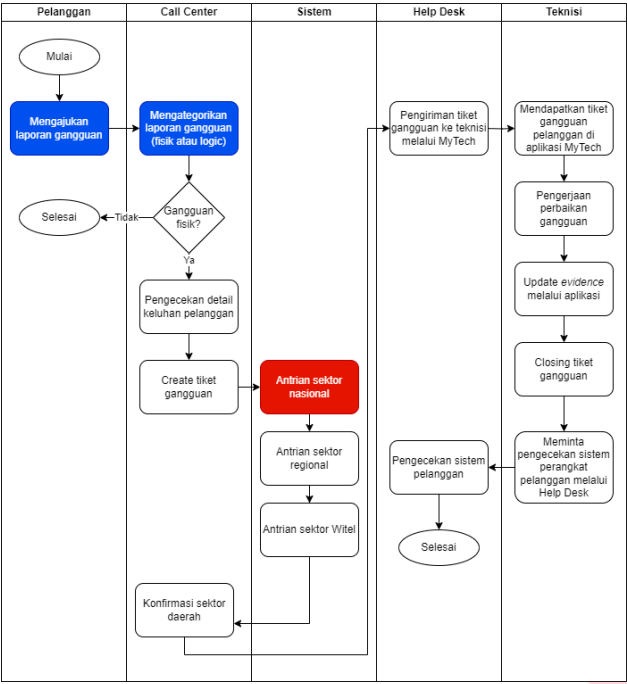 Pelanggan
Call Center
Sistem
Help Desk
Teknisi
Mulai
Mengajukan
laporan gangguan
Mengategorikan
laporan gangguan
(fisik atau logic)
Gangguan
fisik?
Tidak
Selesai
Ya
Pengecekan detail
keluhan pelanggan
Create tiket
gangguan
Antrian sektor
nasional
Antrian sektor
regional
Antrian sektor Witel
Konfirmasi sektor
daerah
Pengiriman tiket
gangguan ke teknisi
melalui MyTech
Mendapatkan tiket
gangguan
pelanggan di
aplikasi MyTech
Pengerjaan
perbaikan
gangguan
Update evidence
melalui aplikasi
Closing tiket
gangguan
Meminta
pengecekan sistem
perangkat
pelanggan melalui
Help Desk
Pengecekan sistem
pelanggan
Selesai